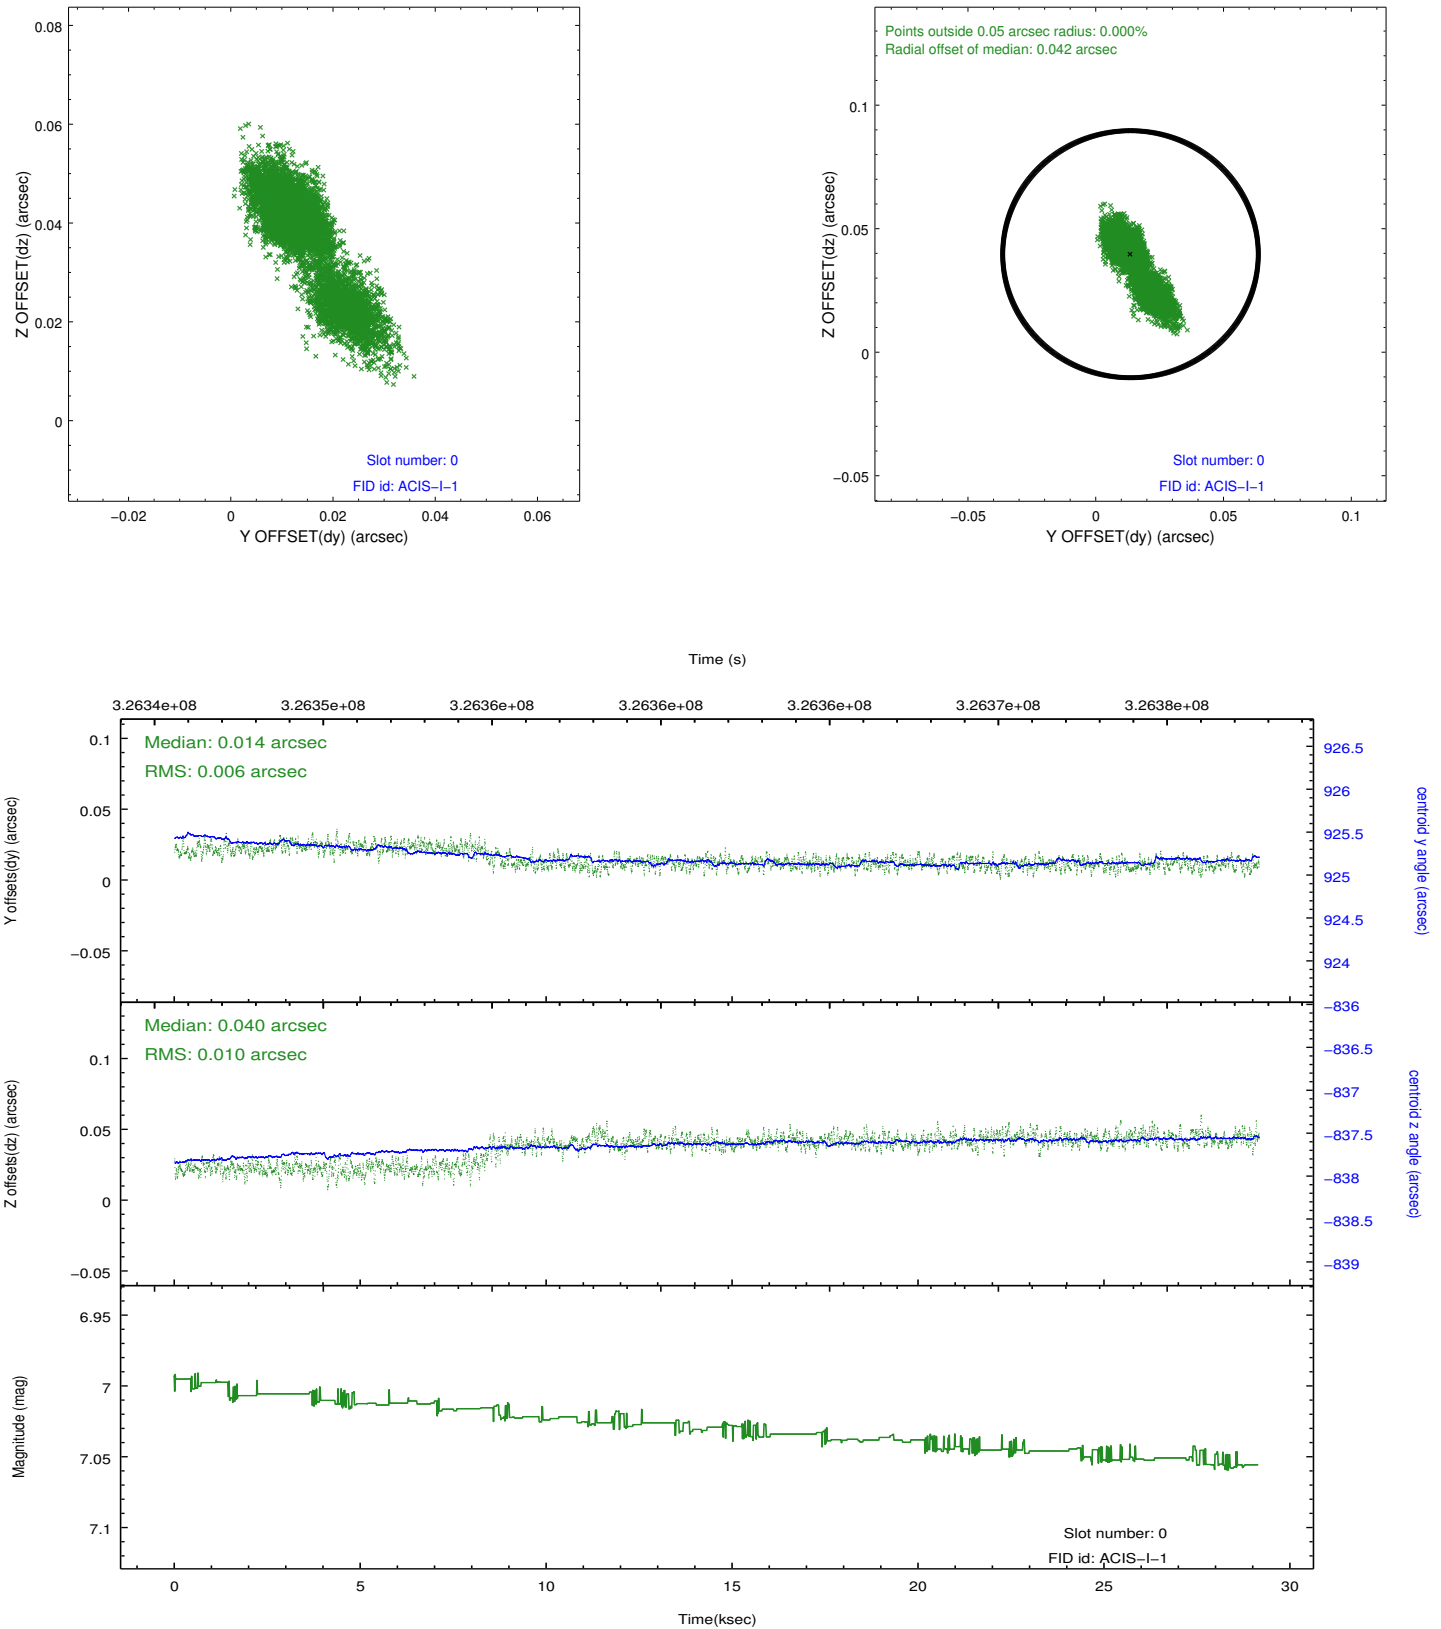 0.08
0.06
0.04
0.02
0
−0.02
0
0.02
0.04
0.06
Z OFFSET(dz) (arcsec)
Y OFFSET(dy) (arcsec)
Slot number: 0
FID id: ACIS−I−1
Points outside 0.05 arcsec radius: 0.000%
Radial offset of median: 0.042 arcsec
0.1
0.05
0
−0.05
−0.05
0
0.05
0.1
Z OFFSET(dz) (arcsec)
Y OFFSET(dy) (arcsec)
Slot number: 0
FID id: ACIS−I−1
Time (s)
3.2634e+08 3.2635e+08 3.2636e+08 3.2636e+08 3.2636e+08 3.2637e+08 3.2638e+08
Median: 0.014 arcsec
RMS: 0.006 arcsec
0.1
0.05
0
−0.05
Y offsets(dy) (arcsec)
926.5
926
925.5
925
924.5
924
centroid y angle (arcsec)
Median: 0.040 arcsec
RMS: 0.010 arcsec
0.1
0.05
0
−0.05
Z offsets(dz) (arcsec)
−836
−836.5
−837
−837.5
−838
−838.5
−839
centroid z angle (arcsec)
6.95
7
7.05
7.1
Magnitude (mag)
Slot number: 0
FID id: ACIS−I−1
0 5 10 15 20 25 30
Time(ksec)